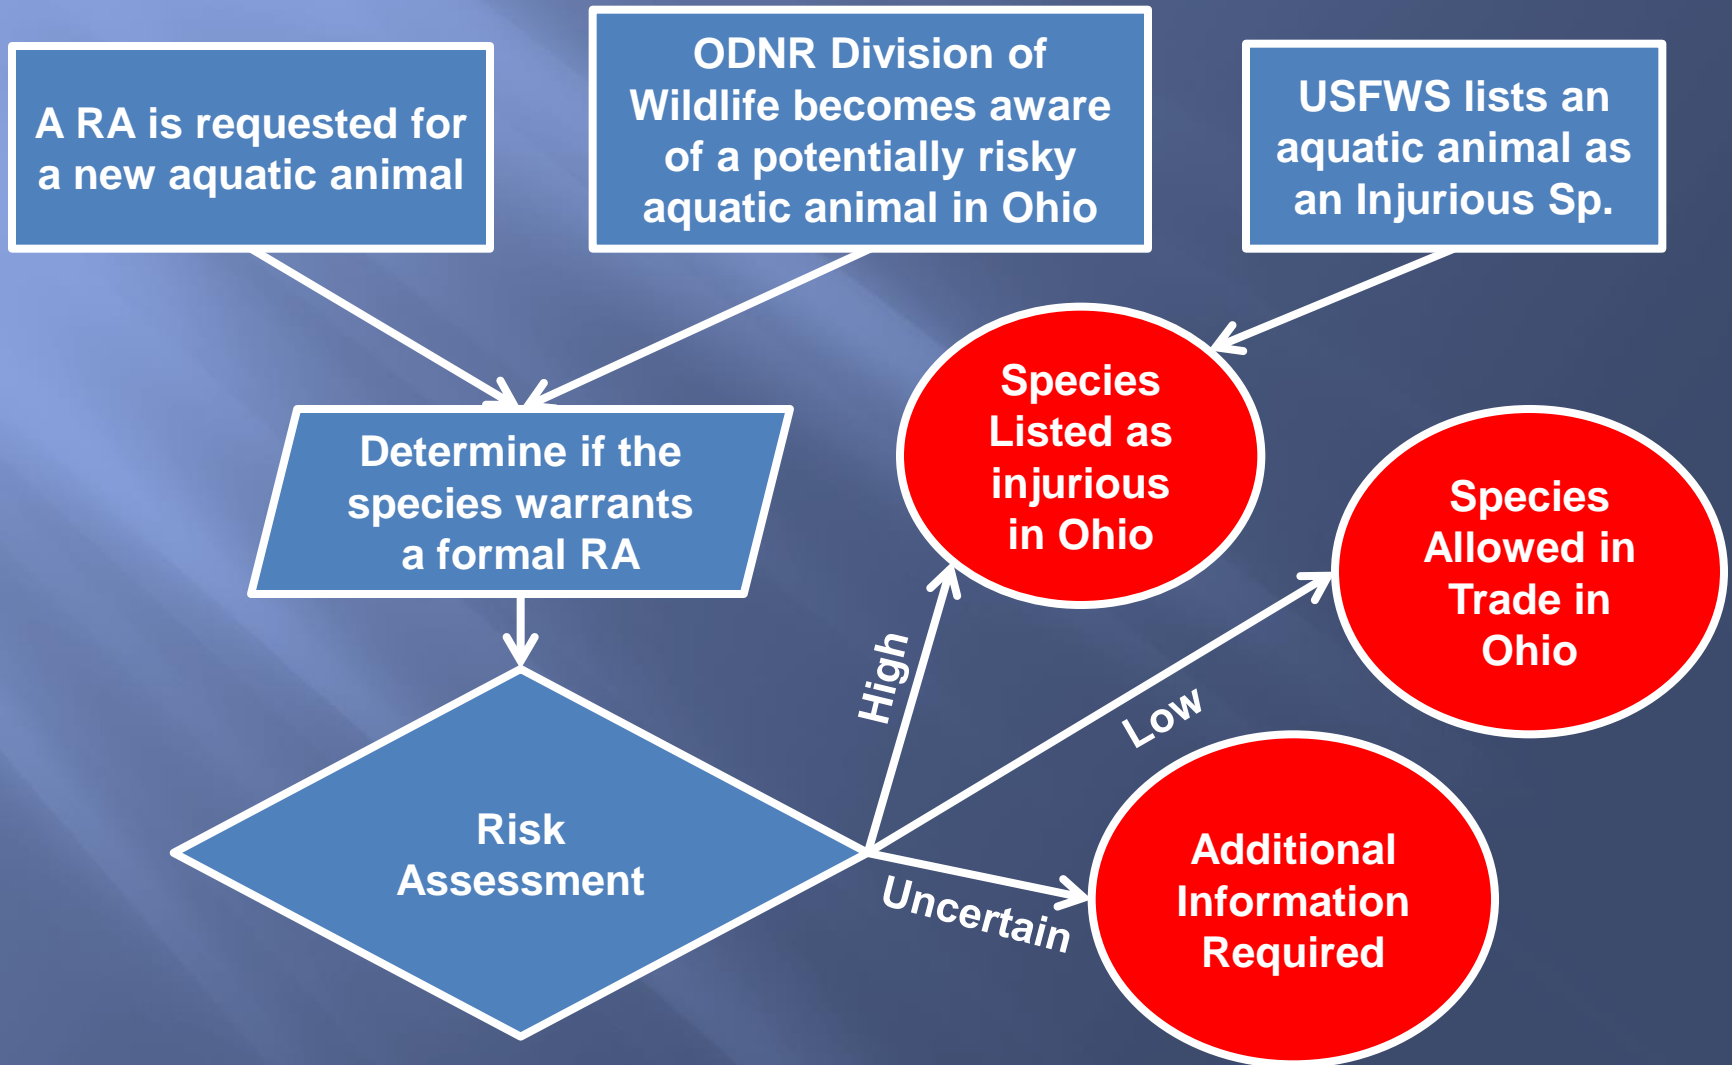 A RA is requested for
a new aquatic animal
ODNR Division of
Wildlife becomes aware
of a potentially risky
aquatic animal in Ohio
USFWS lists an
aquatic animal as
an Injurious Sp.
Determine if the
species warrants
a formal RA
Species
Listed as
injurious
in Ohio
Species
Allowed in
Trade in
Ohio
High
Low
Uncertain
Risk
Assessment
Additional
Information
Required